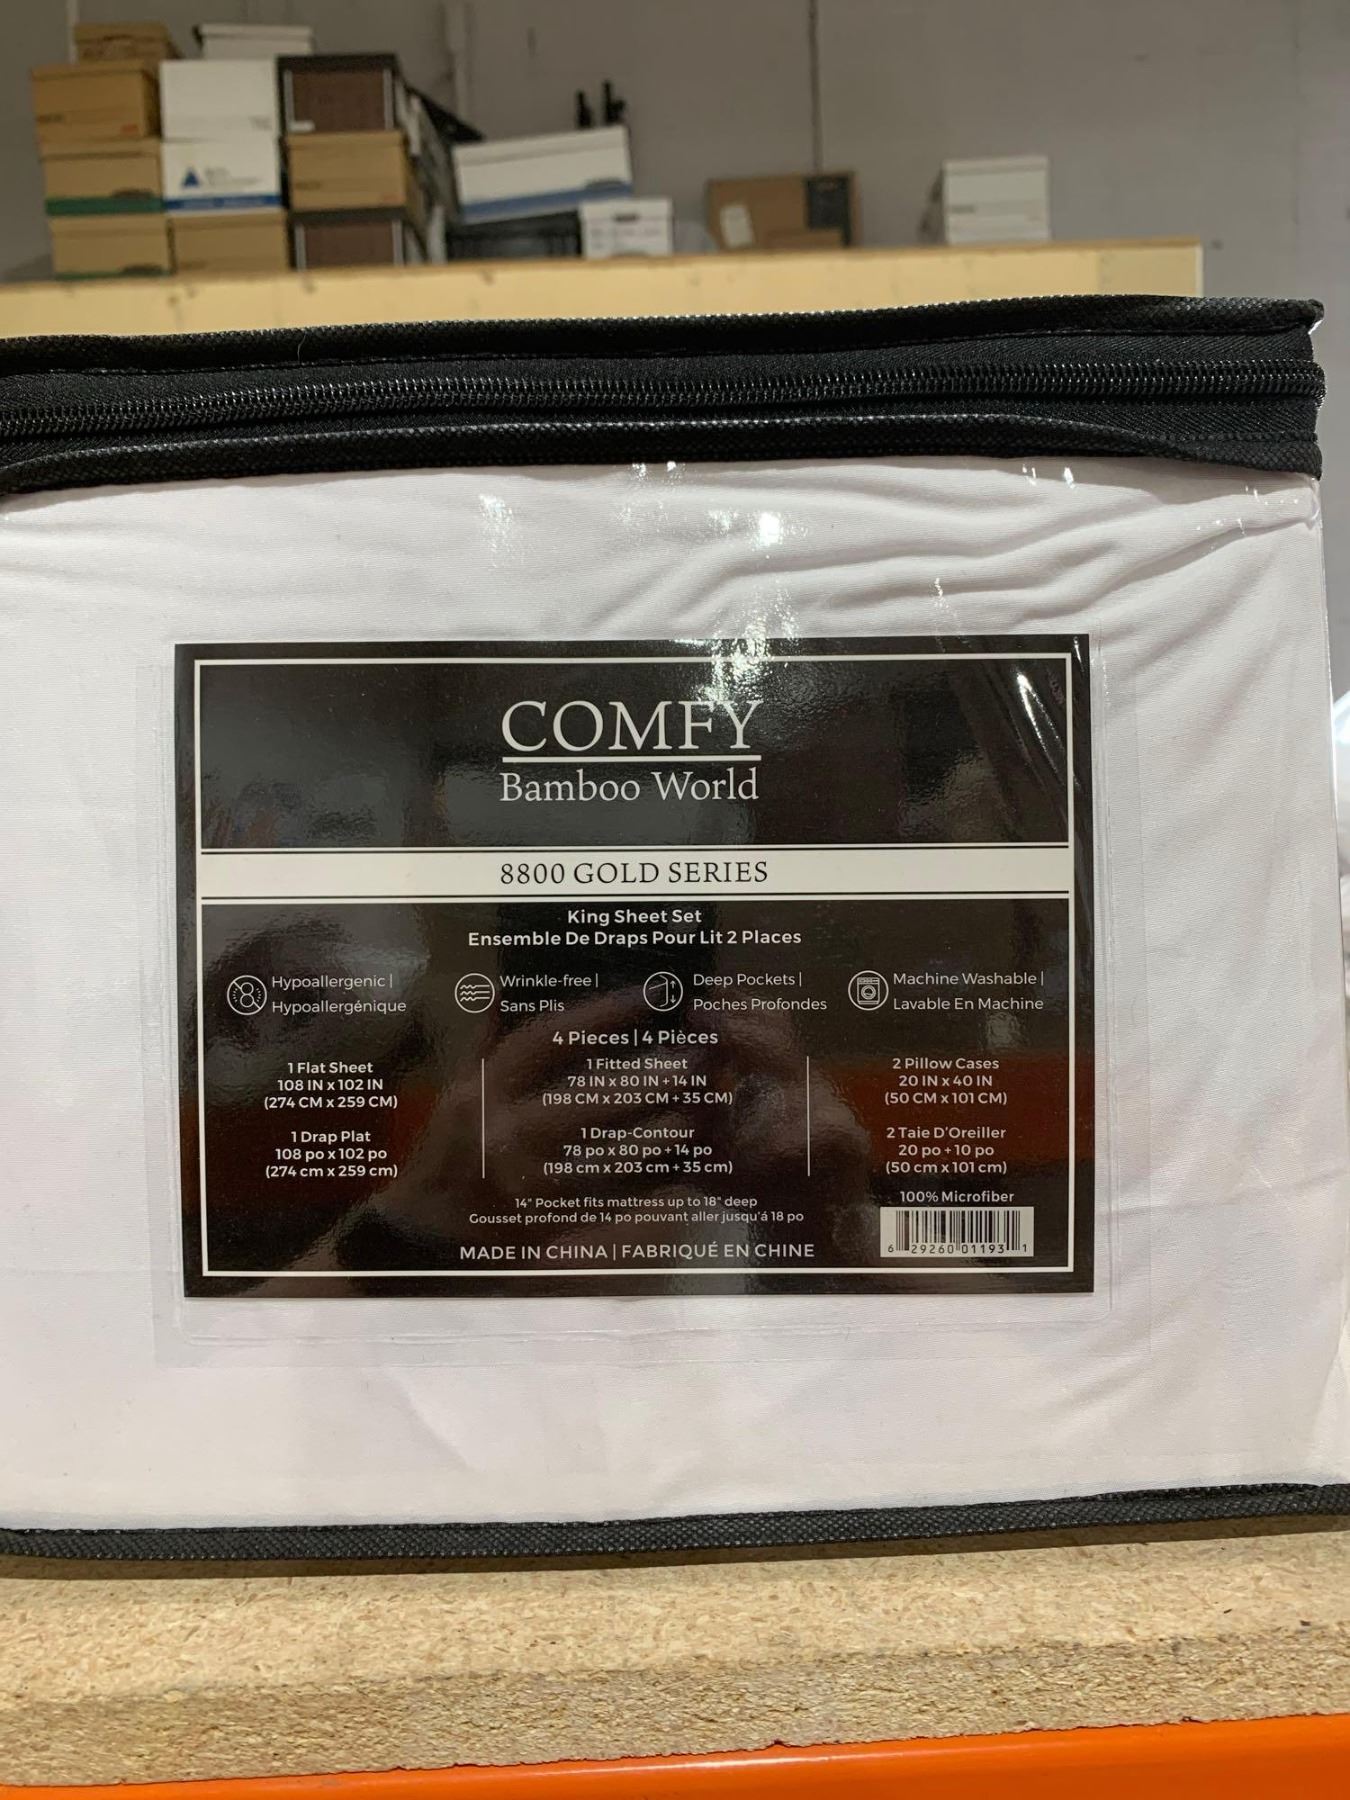 COMFY
Bamboo World
8800 GOLD SERIES
King Sheet Set
Ensemble De Draps Pour Lit 2 Places
Hypoallergenic |
Hypoallergénique
Wrinkle-free |
Sans Plis
Deep Pockets |
Poches Profondes
Machine Washable |
Lavable En Machine
4 Pieces | 4 Pièces
1 Flat Sheet
108 IN x 102 IN
(274 CM x 259 CM)
1 Drap Plat
108 po x 102 po
(274 cm x 259 cm)
1 Fitted Sheet
78 IN x 80 IN + 14 IN
(198 CM x 203 CM + 35 CM)
1 Drap-Contour
78 po x 80 po + 14 po
(198 cm x 203 cm + 35 cm)
2 Pillow Cases
20 IN x 40 IN
(50 CM x 101 CM)
2 Taie D'Oreiller
20 po + 10 po
(50 cm x 101 cm)
14" Pocket fits mattress up to 18" deep
Gousset profond de 14 po pouvant aller jusqu'á 18 po
100% Microfiber
MADE IN CHINA | FABRIQUÉ EN CHINE
6 29260 01193 1